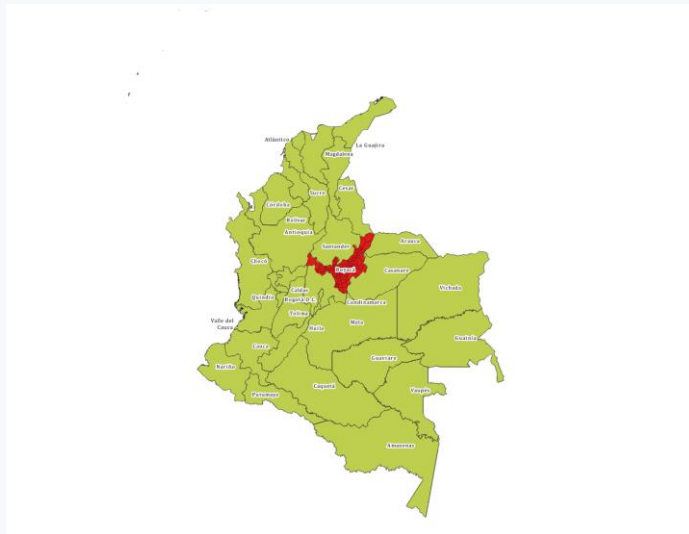 Atlántico
La Guajira
Magdalena
Cesar
Sucre
Córdoba
Bolívar
Antioquia
Santander
Arauca
Chocó
Boyacá
Casanare
Vichada
Caldas
Quindío
Bogotá D.C.
Cundinamarca
Tolima
Meta
Valle del
Cauca
Huila
Guainía
Cauca
Guaviare
Nariño
Caquetá
Vaupés
Putumayo
Amazonas